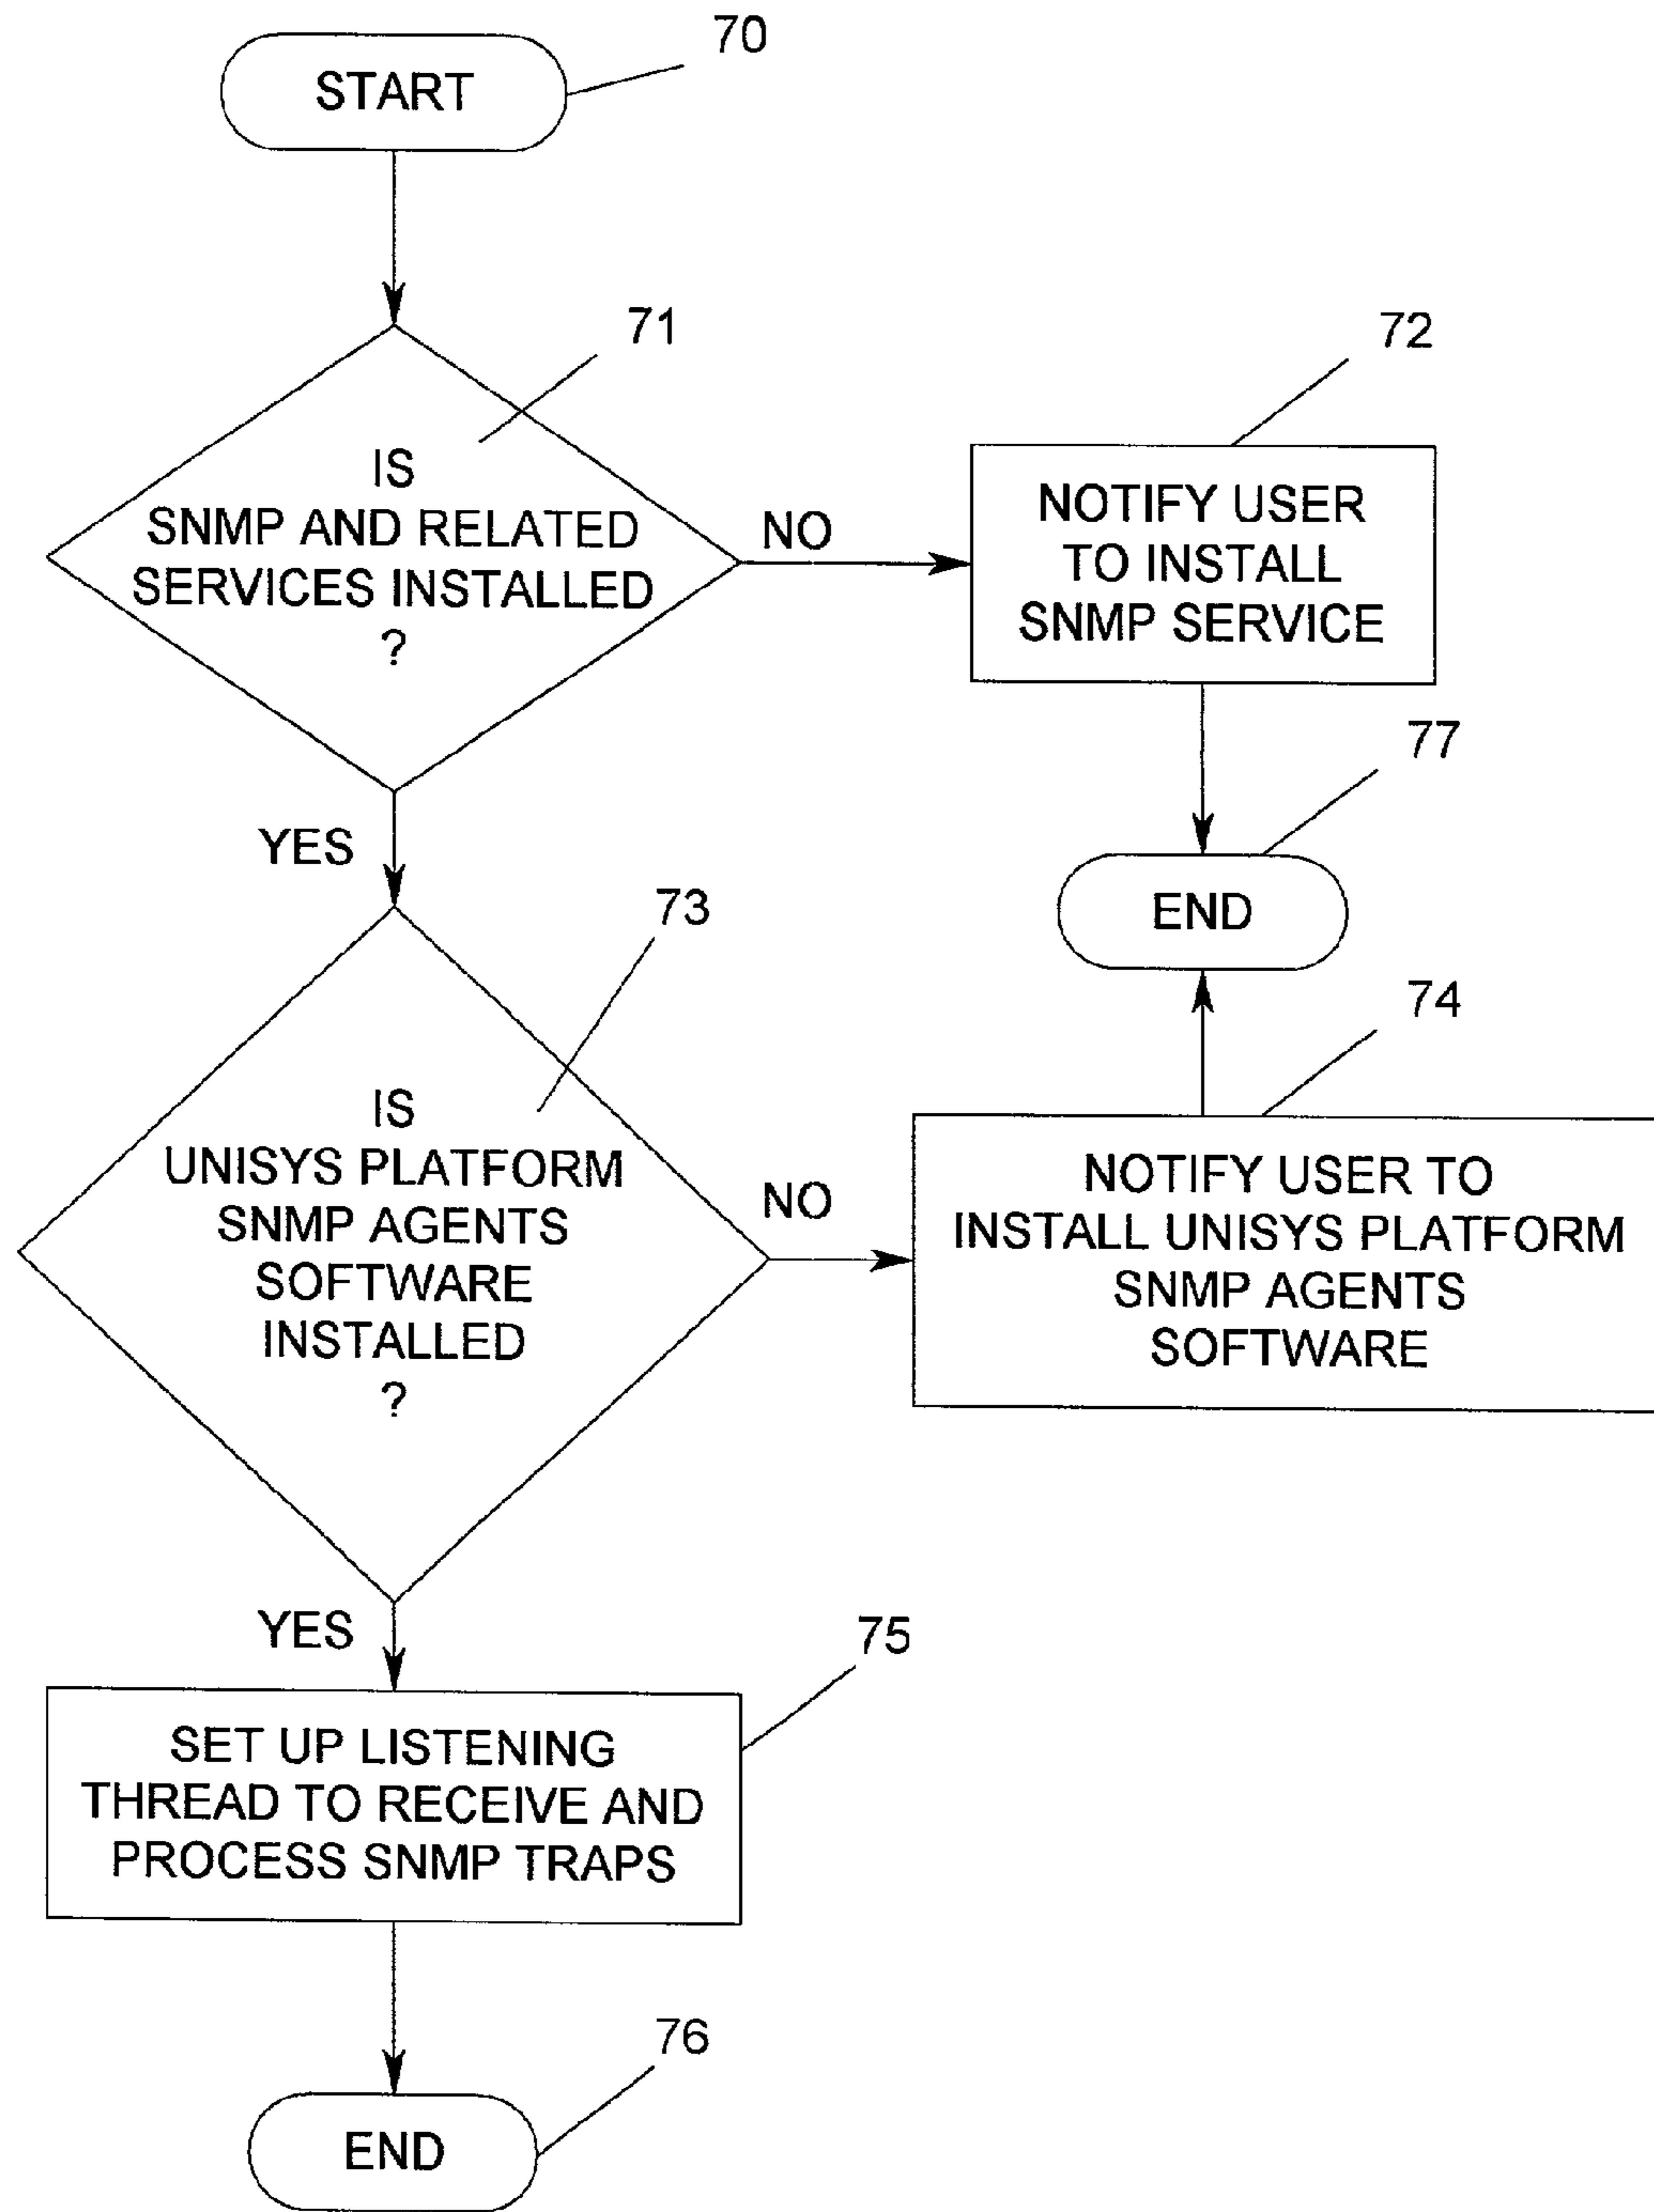 70
START
71
IS
SNMP AND RELATED
SERVICES INSTALLED
?
NO
72
NOTIFY USER
TO INSTALL
SNMP SERVICE
77
END
YES
73
IS
UNISYS PLATFORM
SNMP AGENTS
SOFTWARE
INSTALLED
?
NO
74
NOTIFY USER TO
INSTALL UNISYS PLATFORM
SNMP AGENTS
SOFTWARE
YES
75
SET UP LISTENING
THREAD TO RECEIVE AND
PROCESS SNMP TRAPS
76
END